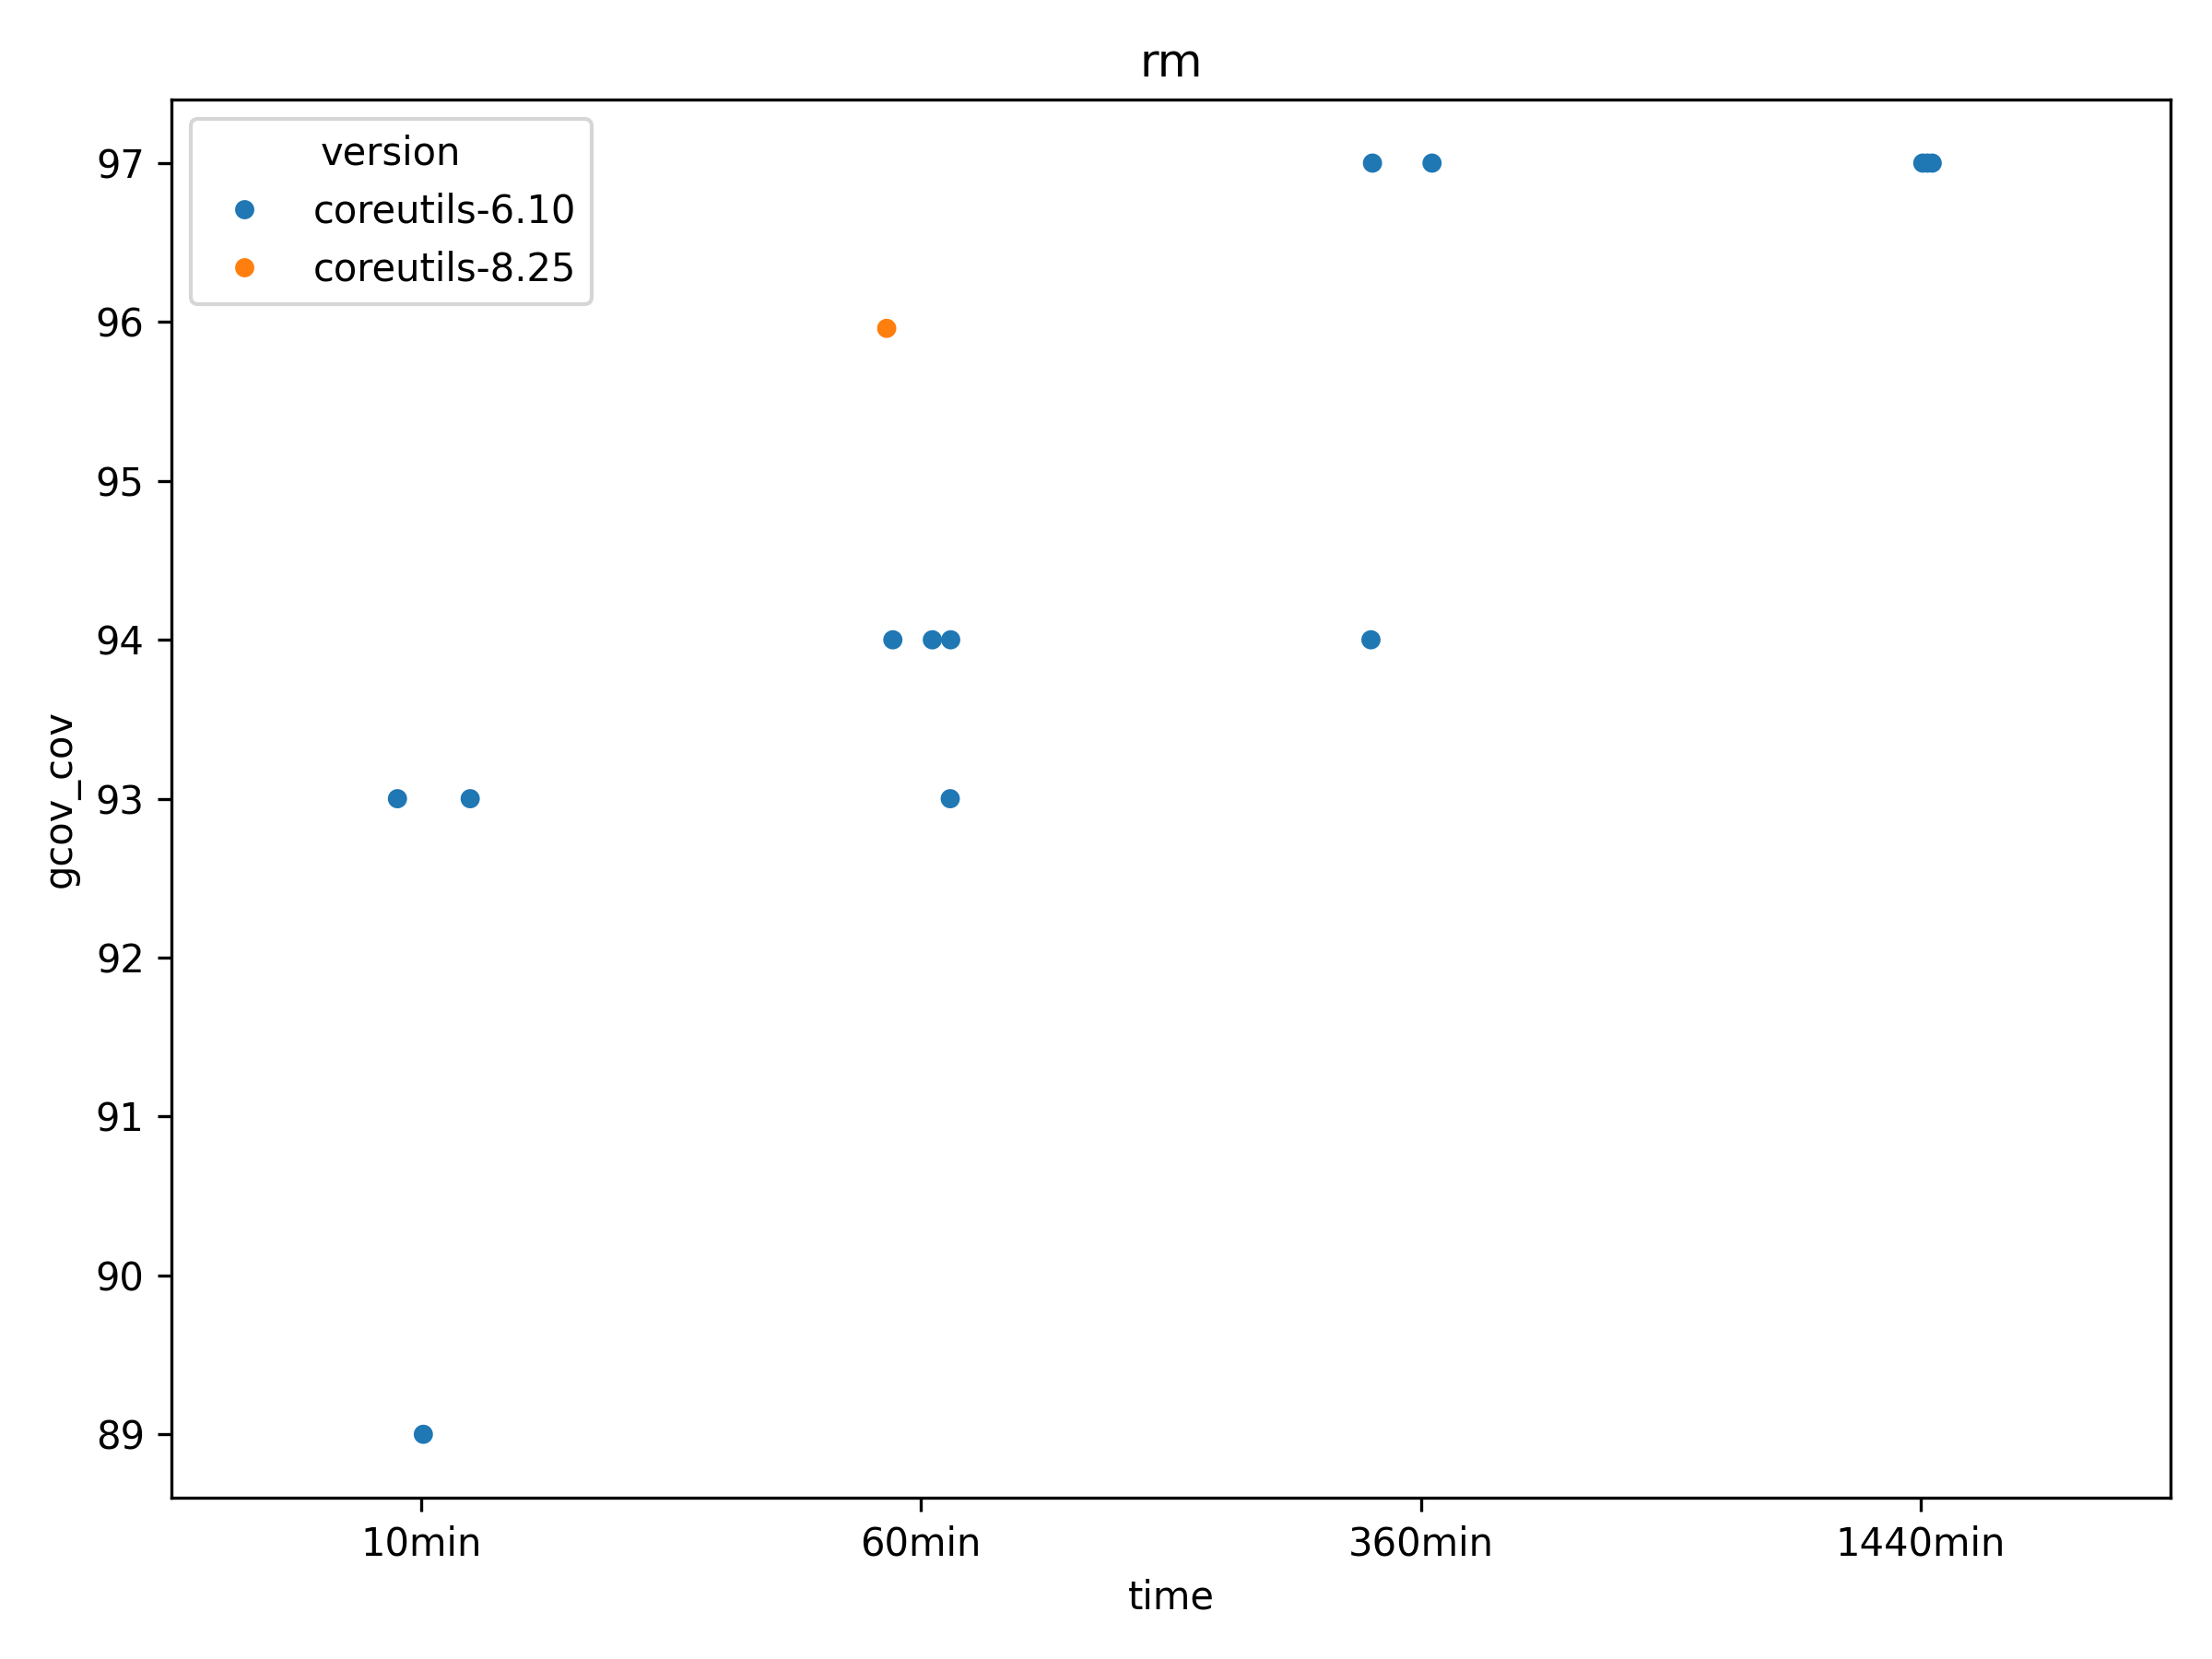 rm
version
coreutils-6.10
coreutils-8.25
gcov_cov
97
96
95
94
93
92
91
90
89
10min 60min 360min 1440min
time